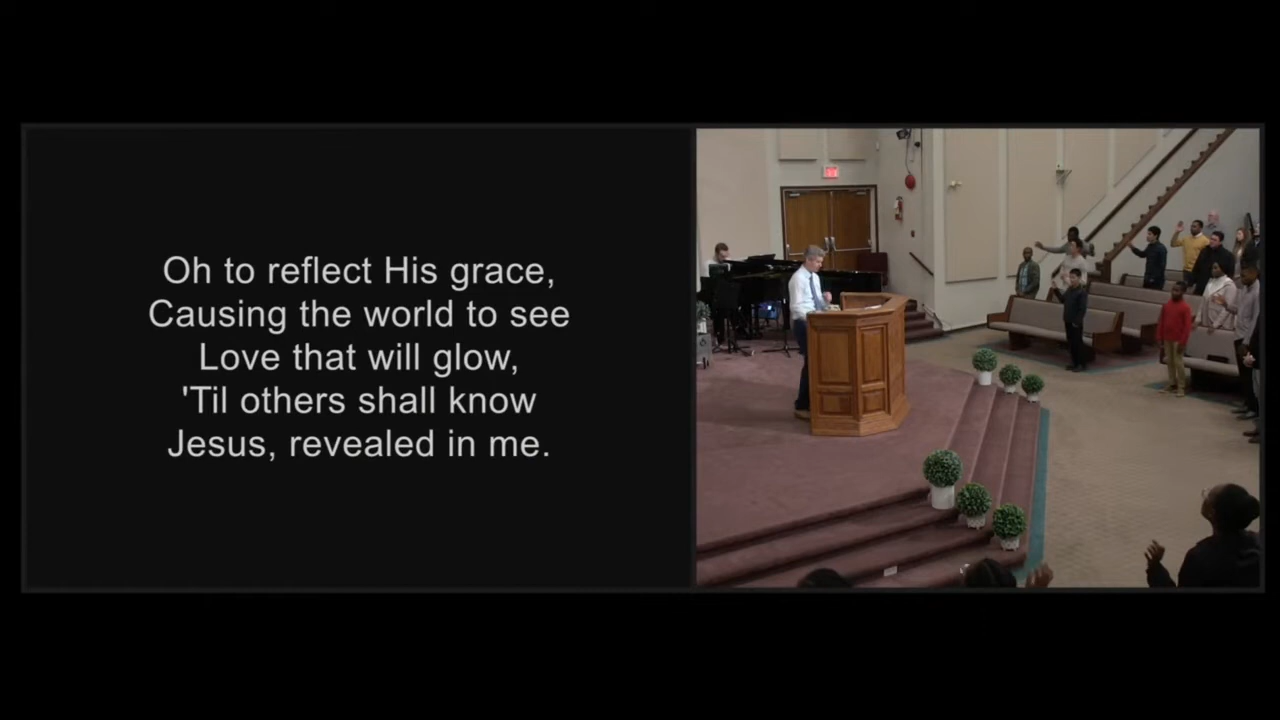 Oh to reflect His grace,
Causing the world to see
Love that will glow,
'Til others shall know
Jesus, revealed in me.